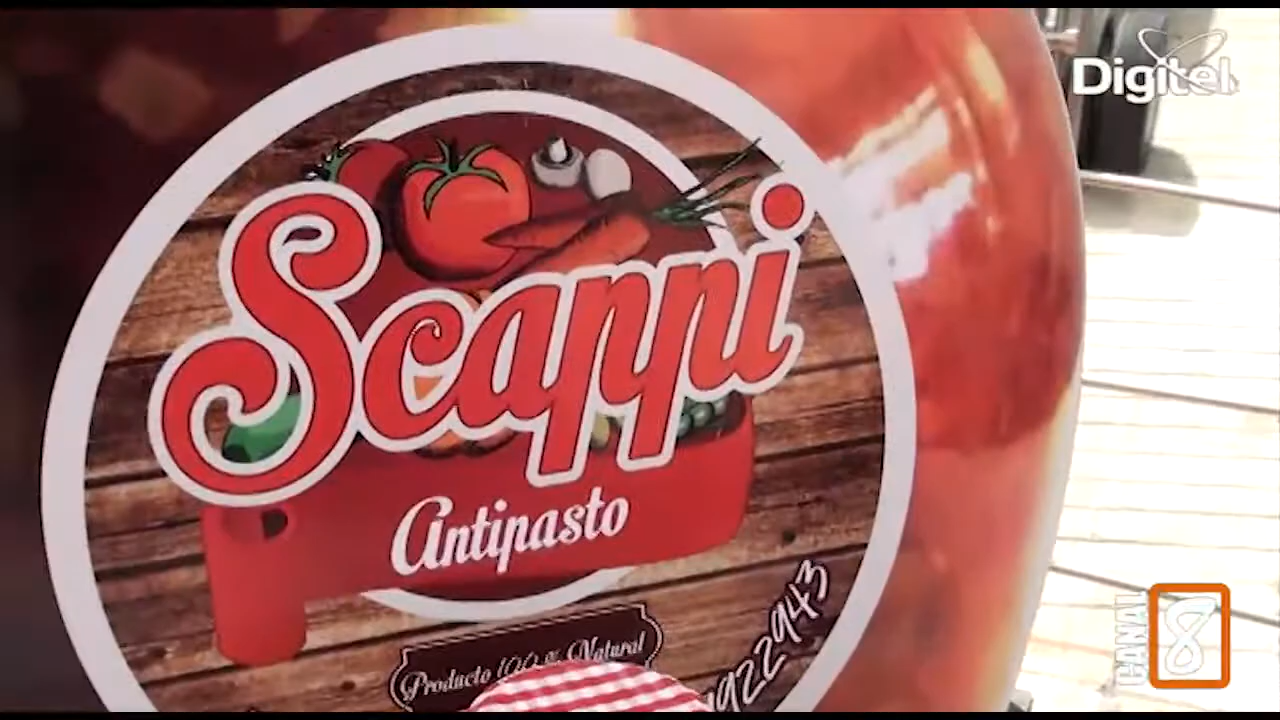 Digitel
Scappi
Antipasto
Producto 100 % Natural
922943
CANAL
8